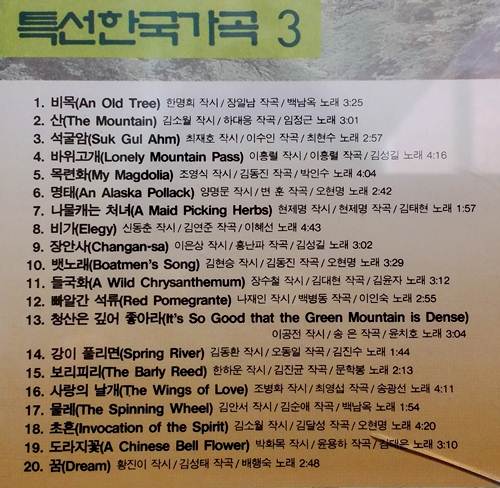 특선한국가곡 3
1. 비목(An Old Tree) 한명희 작시/장일남 작곡/백남옥 노래 3:25
2. 산(The Mountain) 김소월 작시/하대응 작곡/임정근 노래 3:01
3. 석굴암(Suk Gul Ahm) 최재호 작시/이수인 작곡/최현수 노래 2:57
4. 바위고개(Lonely Mountain Pass) 이흥렬 작시/이흥렬 작곡/김성길 노래 4:16
5. 목련화(My Magdolia) 조영식 작시/김동진 작곡/박인수 노래 4:04
6. 명태(An Alaska Pollack) 양명문 작시/변 훈 작곡/오현명 노래 2:42
7. 나물캐는 처녀(A Maid Picking Herbs) 현제명 작시/현제명 작곡/김태현 노래 1:57
8. 비가(Elegy) 신동춘 작시/김연준 작곡/이혜선 노래 4:43
9. 장안사(Changan-sa) 이은상 작시/홍난파 작곡/김성길 노래 3:02
10. 뱃노래(Boatmen's Song) 김현승 작시/김동진 작곡/오현명 노래 3:29
11. 들국화(A Wild Chrysanthemum) 장수철 작시/김대현 작곡/김윤자 노래 3:12
12. 빠알간 석류(Red Pomegrante) 나재인 작시/백병동 작곡/이인숙 노래 2:55
13. 청산은 깊어 좋아라(It's So Good that the Green Mountain is Dense)
이공전 작시/송 은 작곡/윤치호 노래 3:04
14. 강이 풀리면(Spring River) 김동환 작시/오동일 작곡/김진수 노래 1:44
15. 보리피리(The Barly Reed) 한하운 작시/김진균 작곡/문학봉 노래 2:13
16. 사랑의 날개(The Wings of Love) 조병화 작시/최영섭 작곡/송광선 노래 4:11
17. 물레(The Spinning Wheel) 김안서 작시/김순애 작곡/백남옥 노래 1:54
18. 초혼(Invocation of the Spirit) 김소월 작시/김달성 작곡/오현명 노래 4:20
19. 도라지꽃(A Chinese Bell Flower) 박화목 작시/윤용하 작곡/김대은 노래 3:10
20. 꿈(Dream) 황진이 작시/김성태 작곡/배행숙 노래 2:48